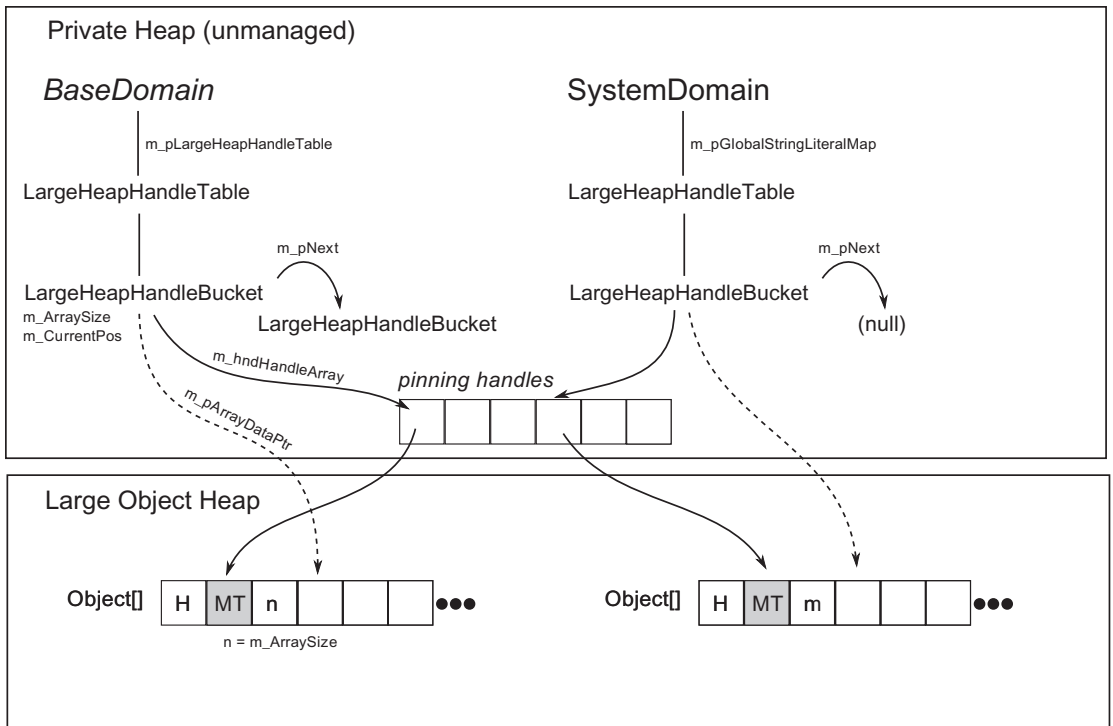 Private Heap (unmanaged)
BaseDomain
SystemDomain
m_pLargeHeapHandleTable
m_pGlobalStringLiteralMap
LargeHeapHandleTable
LargeHeapHandleTable
m_pNext
m_pNext
LargeHeapHandleBucket
LargeHeapHandleBucket
m_ArraySize
m_CurrentPos
LargeHeapHandleBucket
(null)
m_hndHandleArray
pinning handles
m_pArrayDataPtr
Large Object Heap
Object[] H MT n
Object[] H MT m
n = m_ArraySize